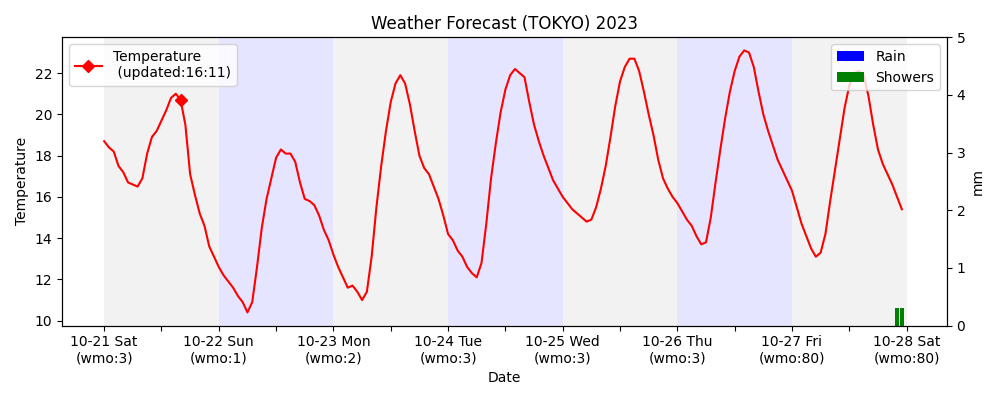 Weather Forecast (TOKYO) 2023
Temperature
(updated:16:11)
Rain
Showers
Temperature
22
20
18
16
14
12
10
5
4
3
2
1
0
mm
10-21 Sat
(wmo:3)
10-22 Sun
(wmo:1)
10-23 Mon
(wmo:2)
10-24 Tue
(wmo:3)
10-25 Wed
(wmo:3)
10-26 Thu
(wmo:3)
10-27 Fri
(wmo:80)
10-28 Sat
(wmo:80)
Date